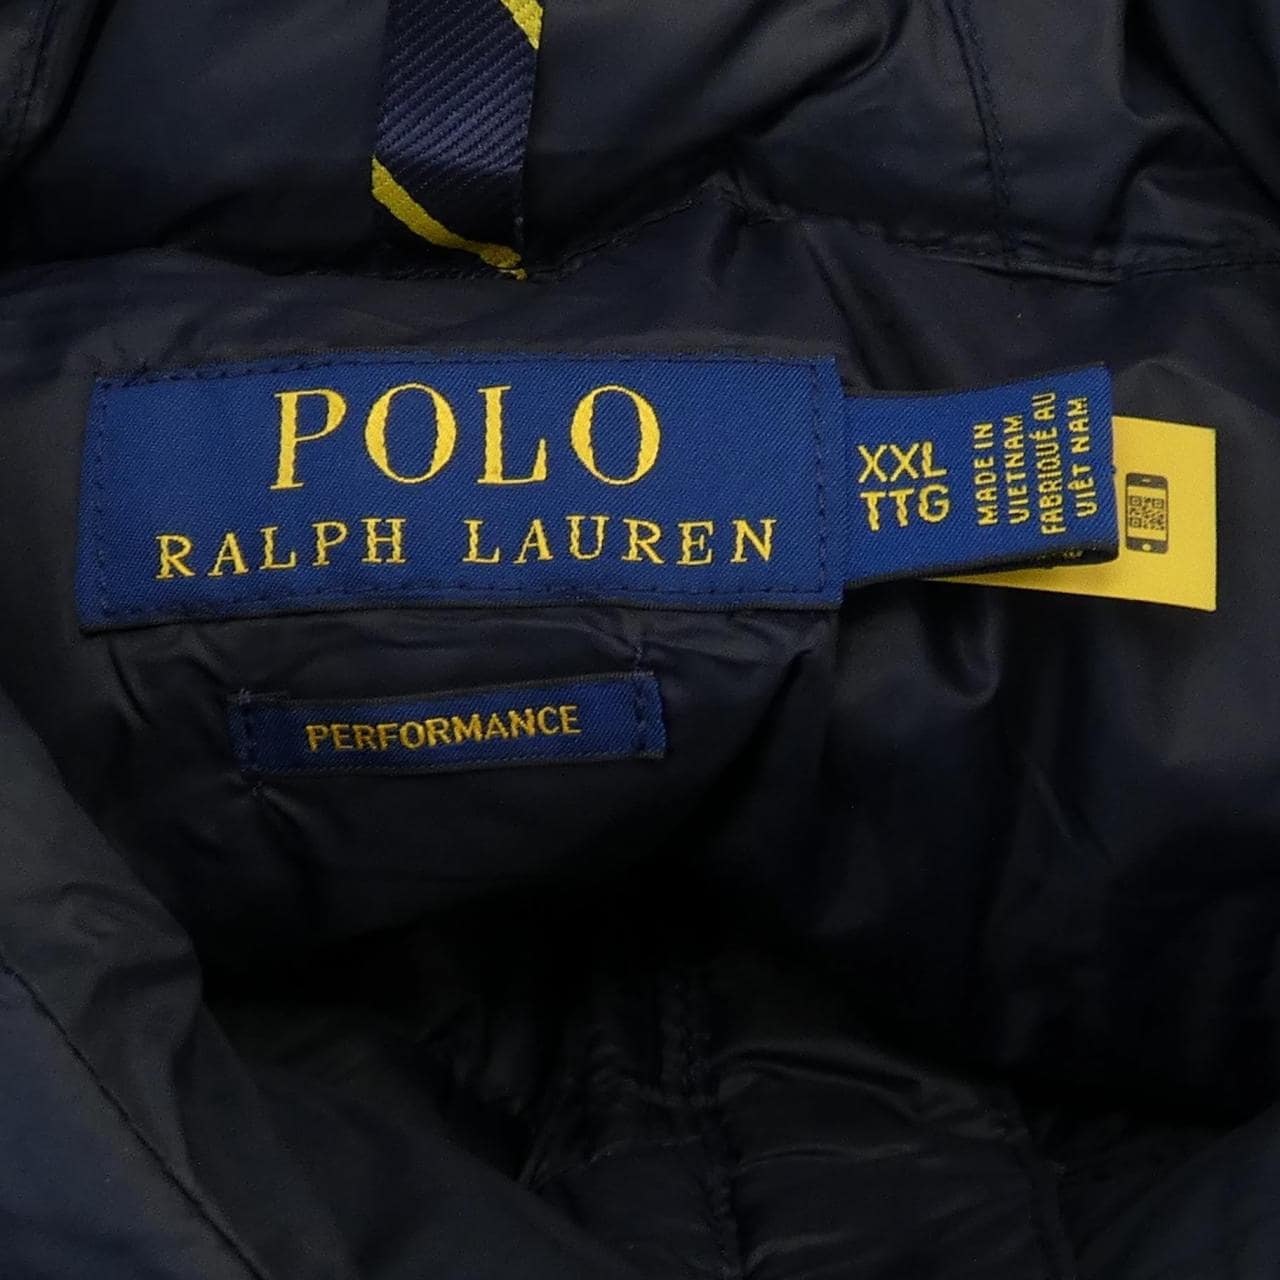 POLO
RALPH LAUREN
XXL
TTG
MADE IN
VIETNAM
FABRIQUÉ AU
VIÊT NAM
PERFORMANCE